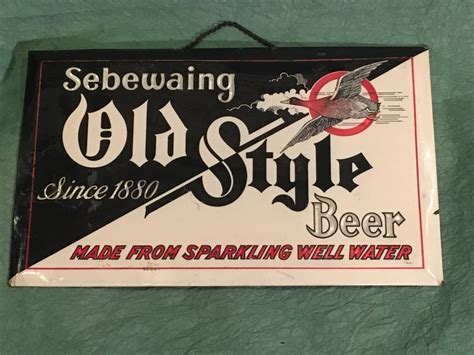 Sebewaing
Old Style
Since 1880
Beer
MADE FROM SPARKLING WELL WATER